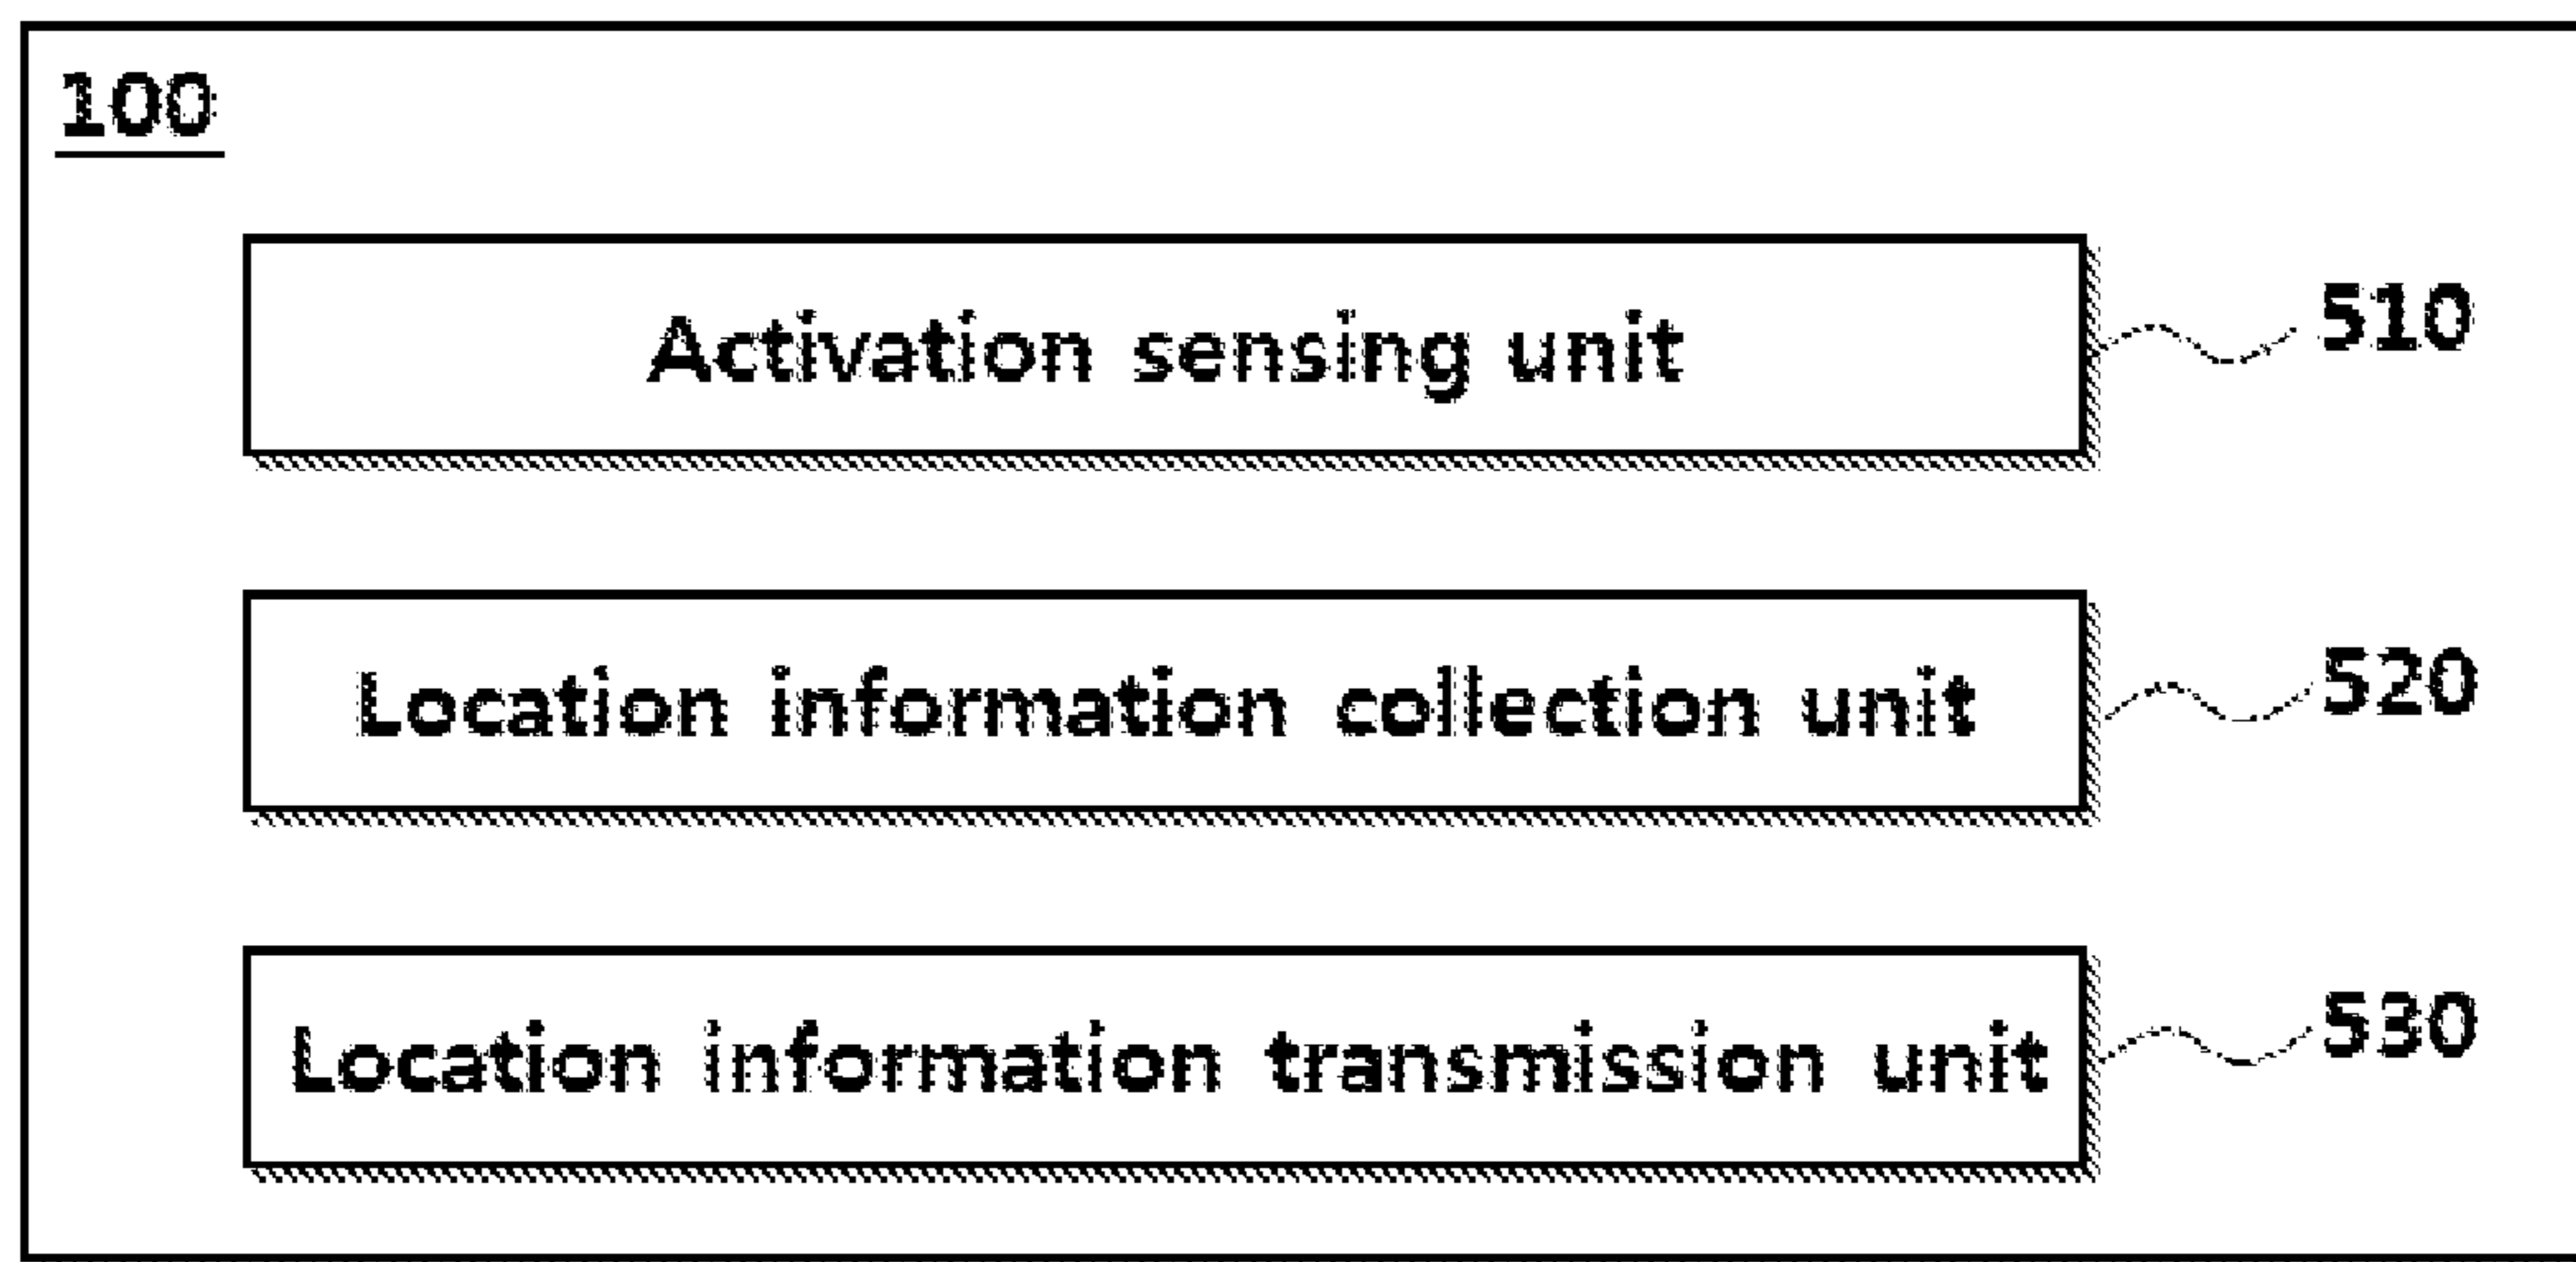 100
Activation sensing unit 510
Location information collection unit 520
Location information transmission unit 530